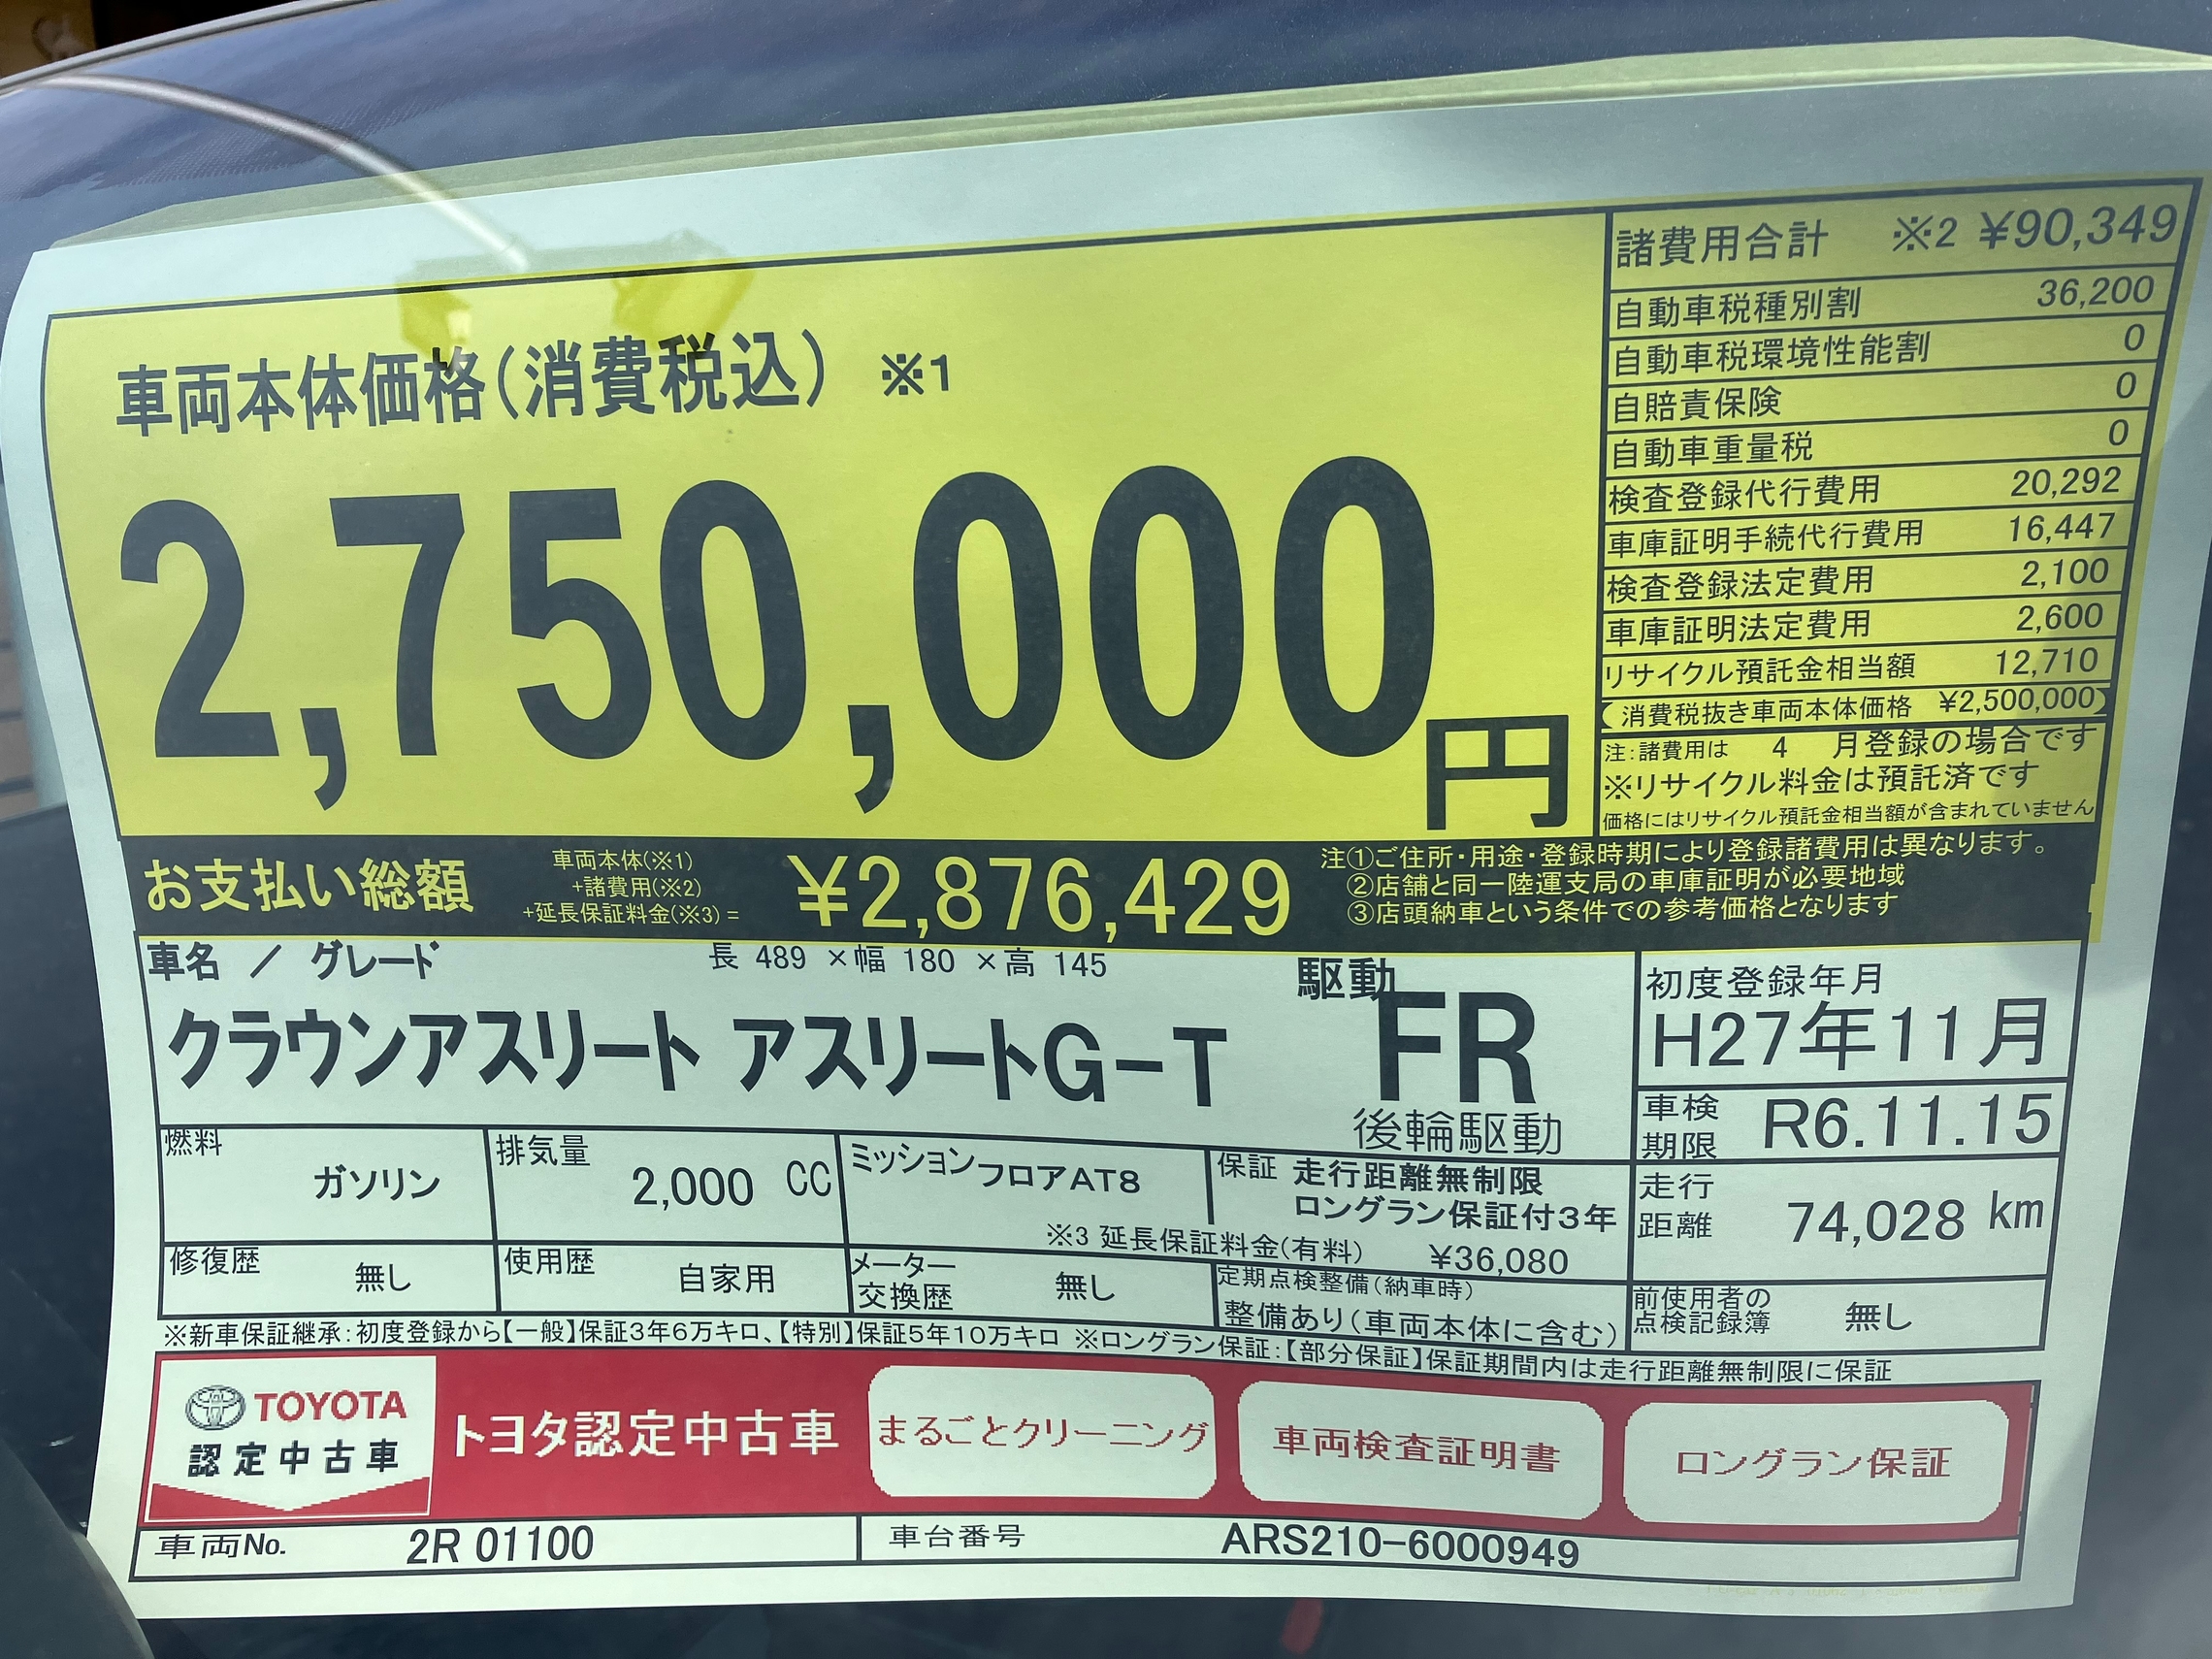 車両本体価格(消費税込) ※1
2,750,000円
諸費用合計 ※2 ¥90,349
自動車税種別割 36,200
自動車税環境性能割 0
自賠責保険 0
自動車重量税 0
検査登録代行費用 20,292
車庫証明手続代行費用 16,447
検査登録法定費用 2,100
車庫証明法定費用 2,600
リサイクル預託金相当額 12,710
(消費税抜き車両本体価格 ¥2,500,000)
注:諸費用は 4 月登録の場合です
※リサイクル料金は預託済です
価格にはリサイクル預託金相当額が含まれていません
お支払い総額
車両本体(※1)
+諸費用(※2)
+延長保証料金(※3)=
¥2,876,429
注①ご住所・用途・登録時期により登録諸費用は異なります。
②店舗と同一陸運支局の車庫証明が必要地域
③店頭納車という条件での参考価格となります
車名 / グレード 長 489 ×幅 180 ×高 145
クラウンアスリート アスリートG-T
駆動
FR
後輪駆動
初度登録年月
H27年11月
車検期限 R6.11.15
燃料 ガソリン
排気量 2,000 CC
ミッション フロアAT8
保証 走行距離無制限
ロングラン保証付3年
※3 延長保証料金(有料) ¥36,080
走行距離 74,028 km
修復歴 無し
使用歴 自家用
メーター交換歴 無し
定期点検整備(納車時)
整備あり(車両本体に含む)
前使用者の点検記録簿 無し
※新車保証継承:初度登録から【一般】保証3年6万キロ、【特別】保証5年10万キロ ※ロングラン保証:【部分保証】保証期間内は走行距離無制限に保証
TOYOTA
認定中古車
トヨタ認定中古車
まるごとクリーニング
車両検査証明書
ロングラン保証
車両No. 2R 01100
車台番号 ARS210-6000949